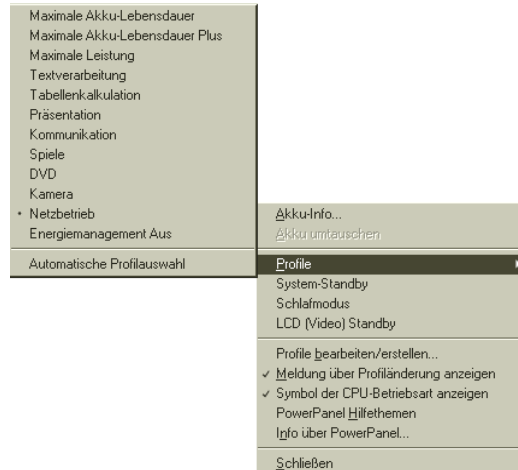 Maximale Akku-Lebensdauer
Maximale Akku-Lebensdauer Plus
Maximale Leistung
Textverarbeitung
Tabellenkalkulation
Präsentation
Kommunikation
Spiele
DVD
Kamera
Netzbetrieb
Energiemanagement Aus
Automatische Profilauswahl
Akku-Info...
Akku umtauschen
Profile
System-Standby
Schlafmodus
LCD (Video) Standby
Profile bearbeiten/erstellen...
Meldung über Profiländerung anzeigen
Symbol der CPU-Betriebsart anzeigen
PowerPanel Hilfethemen
Info über PowerPanel...
Schließen